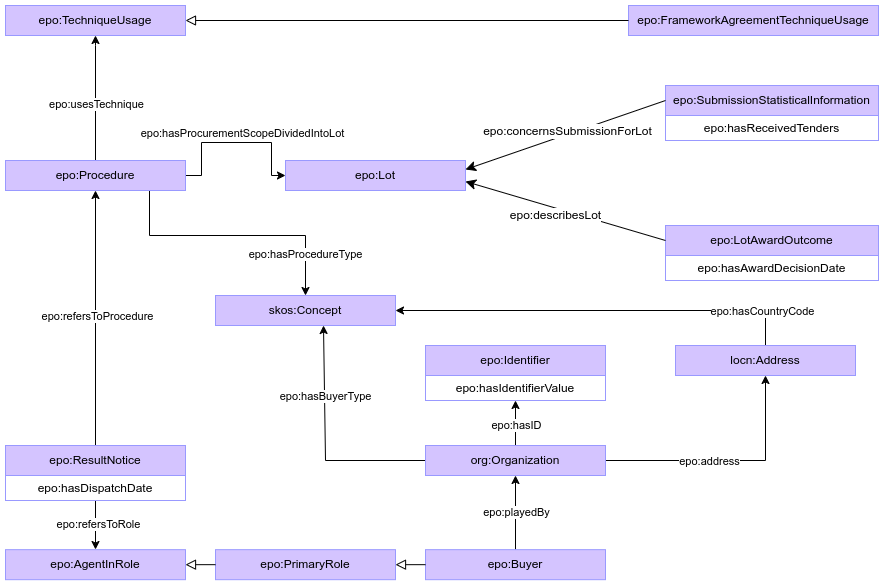 epo:TechniqueUsage
epo:FrameworkAgreementTechniqueUsage
epo:usesTechnique
epo:SubmissionStatisticalInformation
epo:hasReceivedTenders
epo:hasProcurementScopeDividedIntoLot
epo:concernsSubmissionForLot
epo:Procedure
epo:Lot
epo:describesLot
epo:LotAwardOutcome
epo:hasAwardDecisionDate
epo:hasProcedureType
skos:Concept
epo:hasCountryCode
epo:refersToProcedure
epo:Identifier
epo:hasIdentifierValue
locn:Address
epo:hasBuyerType
epo:hasID
epo:ResultNotice
epo:hasDispatchDate
org:Organization
epo:address
epo:refersToRole
epo:playedBy
epo:AgentInRole
epo:PrimaryRole
epo:Buyer